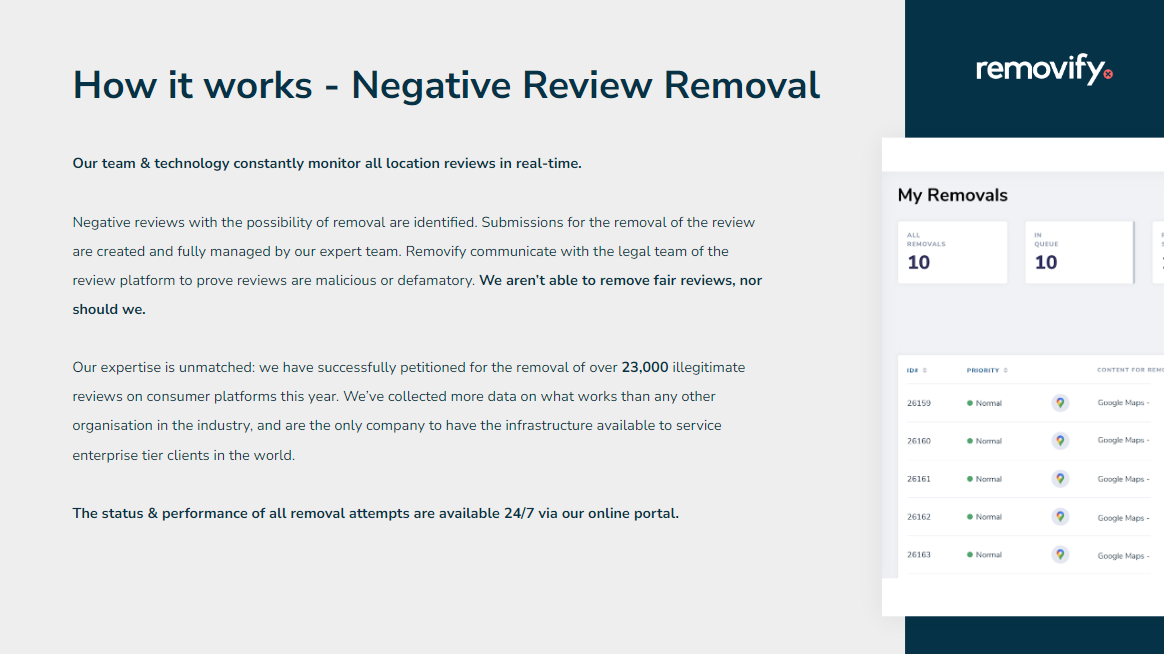 How it works - Negative Review Removal
removify
Our team & technology constantly monitor all location reviews in real-time.
Negative reviews with the possibility of removal are identified. Submissions for the removal of the review
are created and fully managed by our expert team. Removify communicate with the legal team of the
review platform to prove reviews are malicious or defamatory. We aren't able to remove fair reviews, nor
should we.
Our expertise is unmatched: we have successfully petitioned for the removal of over 23,000 illegitimate
reviews on consumer platforms this year. We've collected more data on what works than any other
organisation in the industry, and are the only company to have the infrastructure available to service
enterprise tier clients in the world.
The status & performance of all removal attempts are available 24/7 via our online portal.
My Removals
ALL
REMOVALS
10
IN
QUEUE
10
ID# PRIORITY CONTENT FOR REMO
26159 Normal Google Maps -
26160 Normal Google Maps -
26161 Normal Google Maps -
26162 Normal Google Maps -
26163 Normal Google Maps -